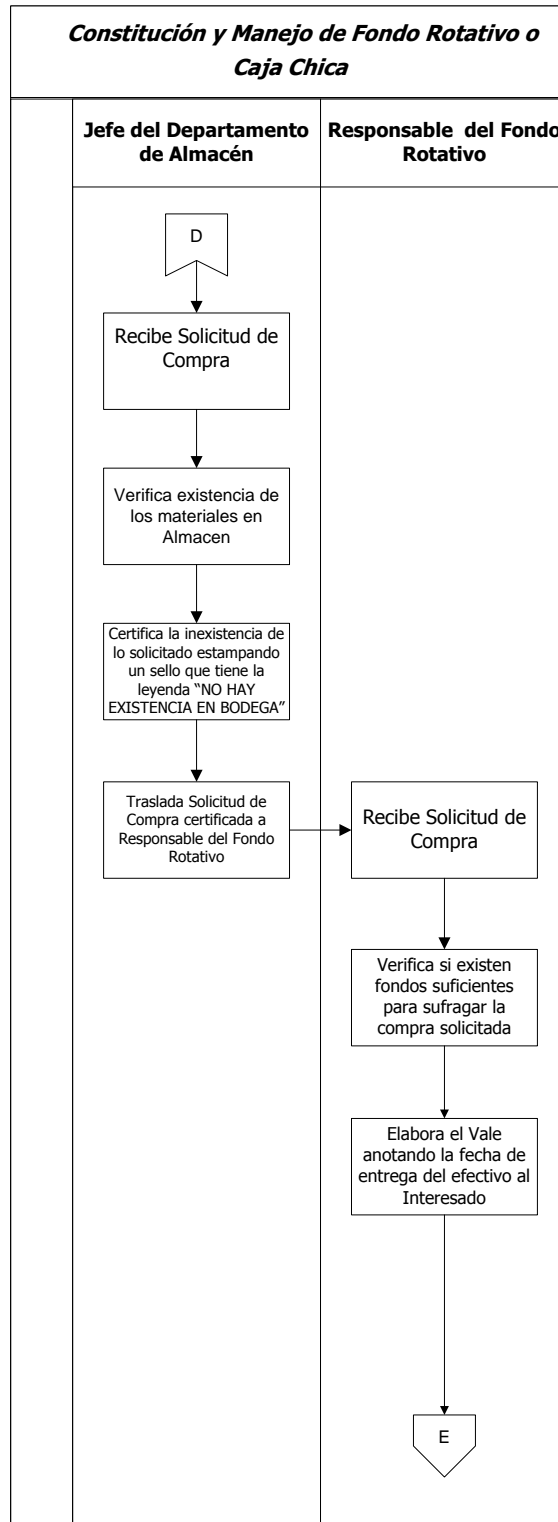 Constitución y Manejo de Fondo Rotativo o
Caja Chica
Jefe del Departamento
de Almacén
Responsable del Fondo
Rotativo
D
Recibe Solicitud de
Compra
Verifica existencia de
los materiales en
Almacen
Certifica la inexistencia de
lo solicitado estampando
un sello que tiene la
leyenda “NO HAY
EXISTENCIA EN BODEGA”
Traslada Solicitud de
Compra certificada a
Responsable del Fondo
Rotativo
Recibe Solicitud de
Compra
Verifica si existen
fondos suficientes
para sufragar la
compra solicitada
Elabora el Vale
anotando la fecha de
entrega del efectivo al
Interesado
E